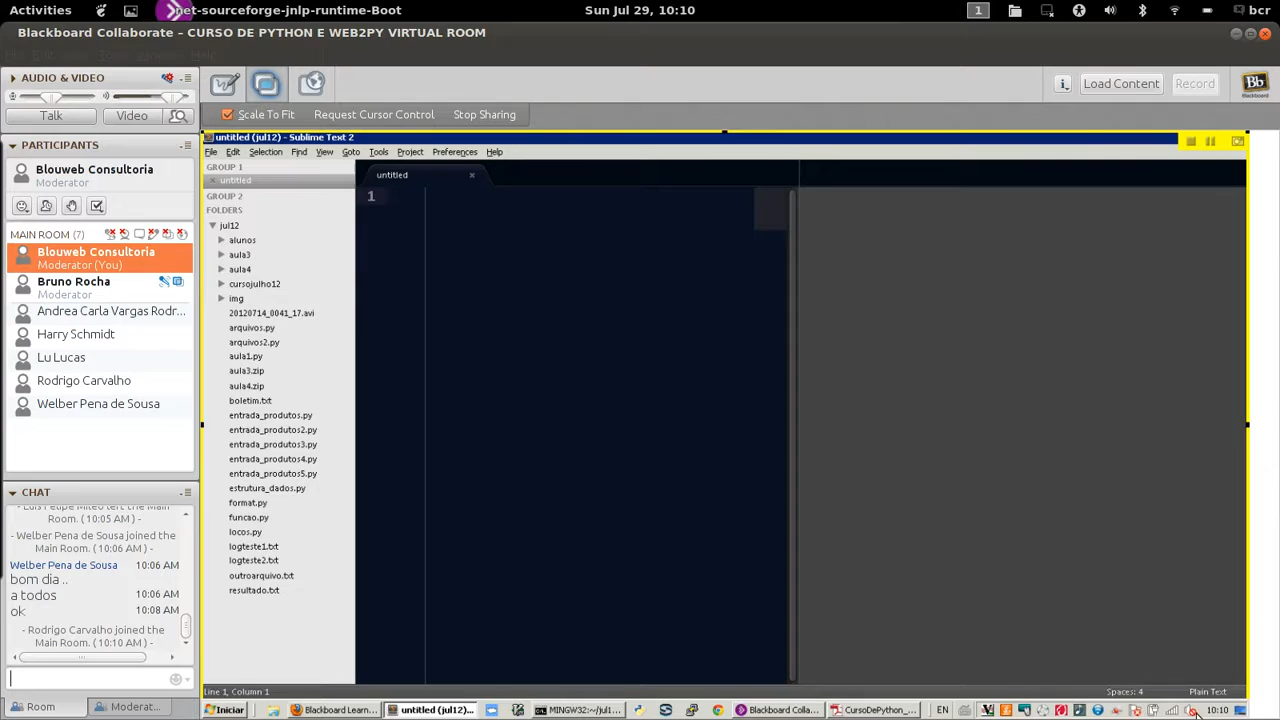 Activities
net-sourceforge-jnlp-runtime-Boot
Sun Jul 29, 10:10
1
bcr
Blackboard Collaborate – CURSO DE PYTHON E WEB2PY VIRTUAL ROOM
AUDIO & VIDEO
Talk
Video
Load Content
Record
Bb
Blackboard
Scale To Fit
Request Cursor Control
Stop Sharing
PARTICIPANTS
Blouweb Consultoria
Moderator
MAIN ROOM (7)
Blouweb Consultoria
Moderator (You)
Bruno Rocha
Moderator
Andrea Carla Vargas Rodr...
Harry Schmidt
Lu Lucas
Rodrigo Carvalho
Welber Pena de Sousa
CHAT
- Luis Felipe Mileo left the Main
Room. ( 10:05 AM ) -
- Welber Pena de Sousa joined the
Main Room. ( 10:06 AM ) -
Welber Pena de Sousa 10:06 AM
bom dia ..
a todos 10:06 AM
ok 10:08 AM
- Rodrigo Carvalho joined the
Main Room. ( 10:10 AM ) -
Room
Moderat...
untitled (jul12) - Sublime Text 2
File Edit Selection Find View Goto Tools Project Preferences Help
GROUP 1
untitled
GROUP 2
FOLDERS
jul12
alunos
aula3
aula4
cursojulho12
img
20120714_0041_17.avi
arquivos.py
arquivos2.py
aula1.py
aula3.zip
aula4.zip
boletim.txt
entrada_produtos.py
entrada_produtos2.py
entrada_produtos3.py
entrada_produtos4.py
entrada_produtos5.py
estrutura_dados.py
format.py
funcao.py
locos.py
logteste1.txt
logteste2.txt
outroarquivo.txt
resultado.txt
untitled
1
Line 1, Column 1
Spaces: 4
Plain Text
Iniciar
Blackboard Learn...
untitled (jul12)...
MINGW32:~/jul1...
Blackboard Colla...
CursoDePython_...
EN
10:10